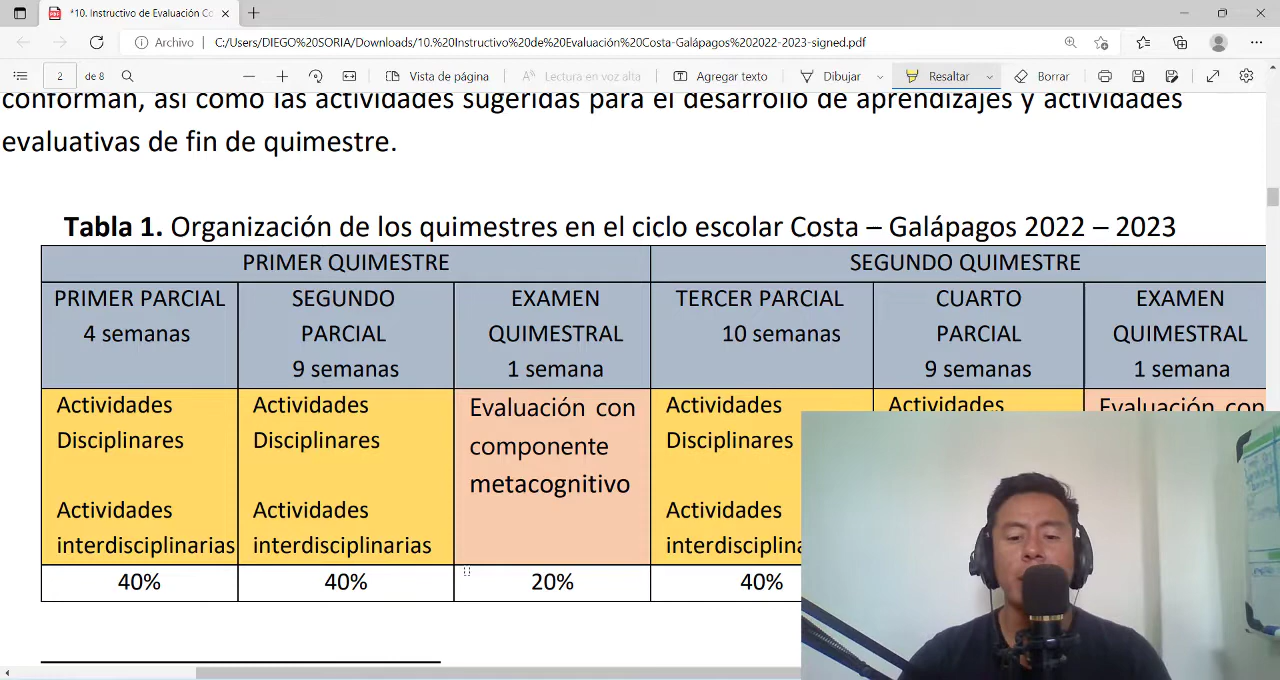 *10. Instructivo de Evaluación Co
Archivo
C:/Users/DIEGO%20SORIA/Downloads/10.%20Instructivo%20de%20Evaluación%20Costa-Galápagos%202022-2023-signed.pdf
2 de 8
Vista de página
Lectura en voz alta
Agregar texto
Dibujar
Resaltar
Borrar
conforman, así como las actividades sugeridas para el desarrollo de aprendizajes y actividades
evaluativas de fin de quimestre.
Tabla 1. Organización de los quimestres en el ciclo escolar Costa – Galápagos 2022 – 2023
PRIMER QUIMESTRE
SEGUNDO QUIMESTRE
PRIMER PARCIAL
4 semanas
SEGUNDO
PARCIAL
9 semanas
EXAMEN
QUIMESTRAL
1 semana
TERCER PARCIAL
10 semanas
CUARTO
PARCIAL
9 semanas
EXAMEN
QUIMESTRAL
1 semana
Actividades
Disciplinares
Actividades
interdisciplinarias
Actividades
Disciplinares
Actividades
interdisciplinarias
Evaluación con
componente
metacognitivo
Actividades
Disciplinares
Actividades
interdisciplina
Actividades
Evaluación con
40%
40%
20%
40%